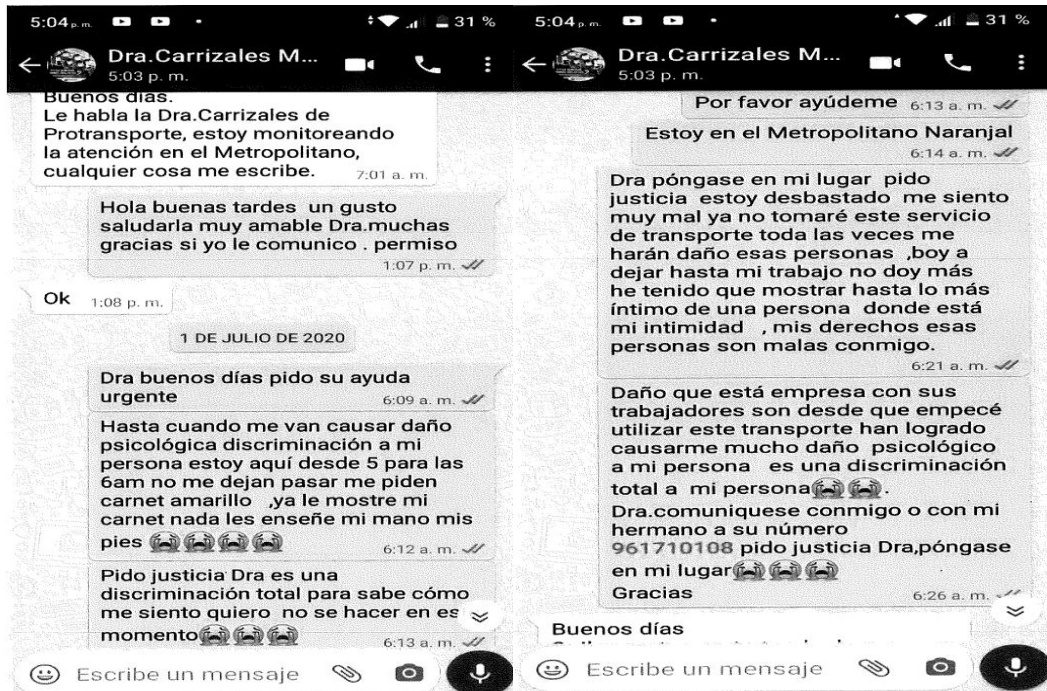 5:04 p. m.
31 %
Dra.Carrizales M...
5:03 p. m.
Buenos días.
Le habla la Dra.Carrizales de
Protransporte, estoy monitoreando
la atención en el Metropolitano,
cualquier cosa me escribe.
7:01 a. m.
Hola buenas tardes un gusto
saludarla muy amable Dra.muchas
gracias si yo le comunico . permiso
1:07 p. m.
Ok 1:08 p. m.
1 DE JULIO DE 2020
Dra buenos días pido su ayuda
urgente
6:09 a. m.
Hasta cuando me van causar daño
psicológica discriminación a mi
persona estoy aquí desde 5 para las
6am no me dejan pasar me piden
carnet amarillo ,ya le mostre mi
carnet nada les enseñe mi mano mis
pies 😭😭😭😭
6:12 a. m.
Pido justicia Dra es una
discriminación total para sabe cómo
me siento quiero no se hacer en
momento😭😭😭
6:13 a. m.
Escribe un mensaje
5:04 p. m.
31 %
Dra.Carrizales M...
5:03 p. m.
Por favor ayúdeme 6:13 a. m.
Estoy en el Metropolitano Naranjal
6:14 a. m.
Dra póngase en mi lugar pido
justicia estoy desbastado me siento
muy mal ya no tomaré este servicio
de transporte toda las veces me
harán daño esas personas ,boy a
dejar hasta mi trabajo no doy más
he tenido que mostrar hasta lo más
íntimo de una persona donde está
mi intimidad , mis derechos esas
personas son malas conmigo.
6:21 a. m.
Daño que está empresa con sus
trabajadores son desde que empecé
utilizar este transporte han logrado
causarme mucho daño psicológico
a mi persona es una discriminación
total a mi persona😭😭.
Dra.comuniquese conmigo o con mi
hermano a su número
961710108 pido justicia Dra,póngase
en mi lugar😭😭😭
Gracias
6:26 a. m.
Buenos días
Escribe un mensaje